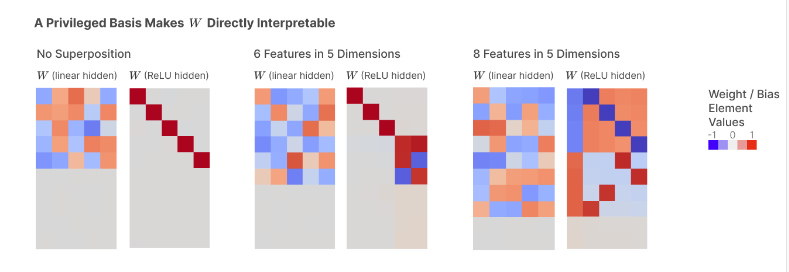 A Privileged Basis Makes W Directly Interpretable
No Superposition
W (linear hidden) W (ReLU hidden)
6 Features in 5 Dimensions
W (linear hidden) W (ReLU hidden)
8 Features in 5 Dimensions
W (linear hidden) W (ReLU hidden)
Weight / Bias
Element
Values
-1 0 1